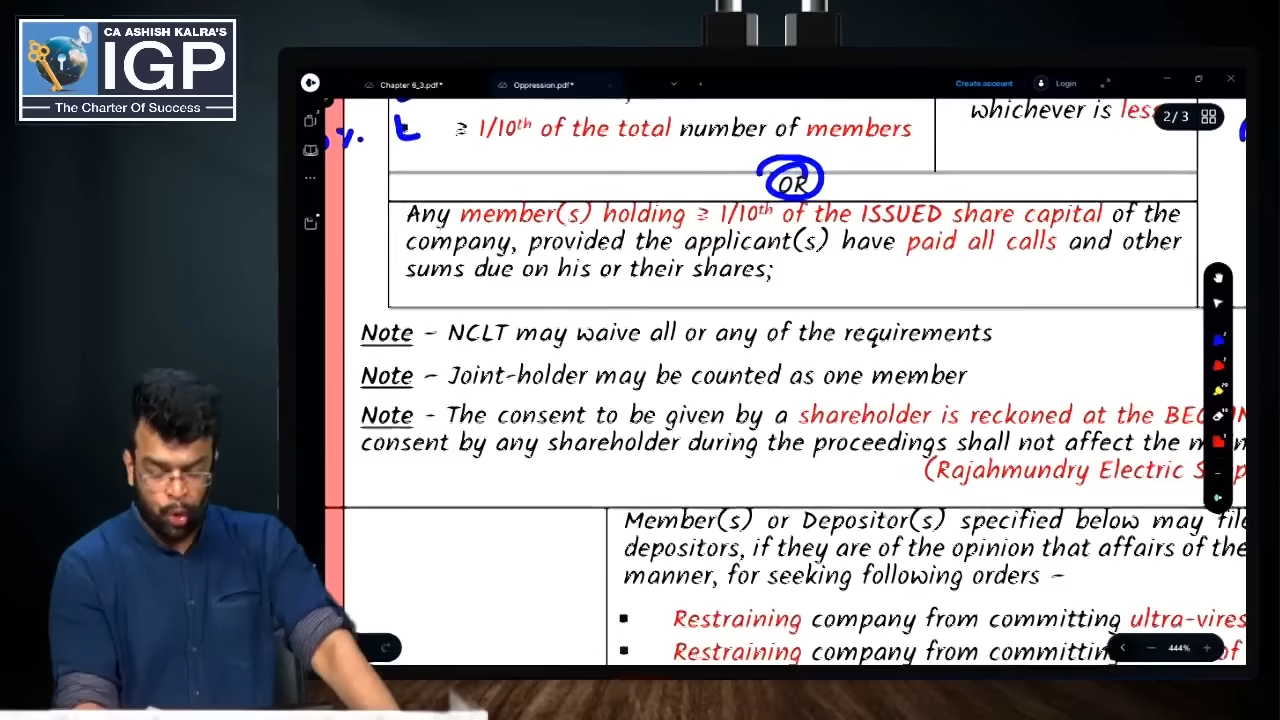 CA ASHISH KALRA'S
IGP
The Charter Of Success
Chapter 6_3.pdf*
Oppression.pdf*
Create account
Login
≥ 1/10th of the total number of members
whichever is less
2/3
OR
Any member(s) holding ≥ 1/10th of the ISSUED share capital of the
company, provided the applicant(s) have paid all calls and other
sums due on his or their shares;
Note - NCLT may waive all or any of the requirements
Note - Joint-holder may be counted as one member
Note - The consent to be given by a shareholder is reckoned at the
consent by any shareholder during the proceedings shall not affect the
(Rajahmundry Electric
Member(s) or Depositor(s) specified below may file
depositors, if they are of the opinion that affairs of the
manner, for seeking following orders -
Restraining company from committing ultra-vires
Restraining company from committing of
444%